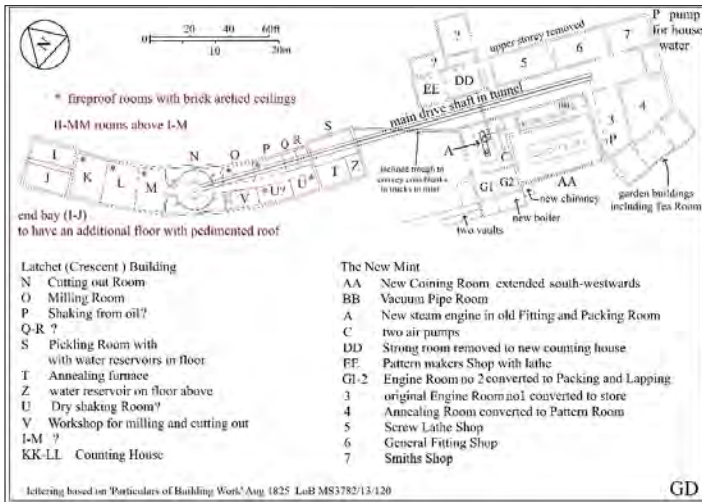 N
20 40 60ft
0
10 20m
* fireproof rooms with brick arched ceilings
II-MM rooms above I-M
I
J
K
L
M
N
O
P
Q R
S
V
*U?
U*
T
Z
end bay (I-J)
to have an additional floor with pedimented roof
?
?
EE
DD
upper storey removed
5
6
7
P pump
for house
water
main drive shaft in tunnel
inclined trough to
A
C
G1
G2
AA
BB
3
P
4
new chimney
new boiler
two vaults
garden buildings
including Tea Room
Latchet (Crescent ) Building
N Cutting out Room
O Milling Room
P Shaking from oil?
Q-R ?
S Pickling Room with
with water reservoirs in floor
T Annealing furnace
Z water reservoir on floor above
U Dry shaking Room?
V Workshop for milling and cutting out
I-M ?
KK-LL Counting House
The New Mint
AA New Coining Room extended south-westwards
BB Vacuum Pipe Room
A New steam engine in old Fitting and Packing Room
C two air pumps
DD Strong room removed to new counting house
EE Pattern makers Shop with lathe
G1-2 Engine Room no 2 converted to Packing and Lapping
3 original Engine Room no1 converted to store
4 Annealing Room converted to Pattern Room
5 Screw Lathe Shop
6 General Fitting Shop
7 Smiths Shop
lettering based on 'Particulars of Building Work' Aug 1825 LoB MS3782/13/120
GD